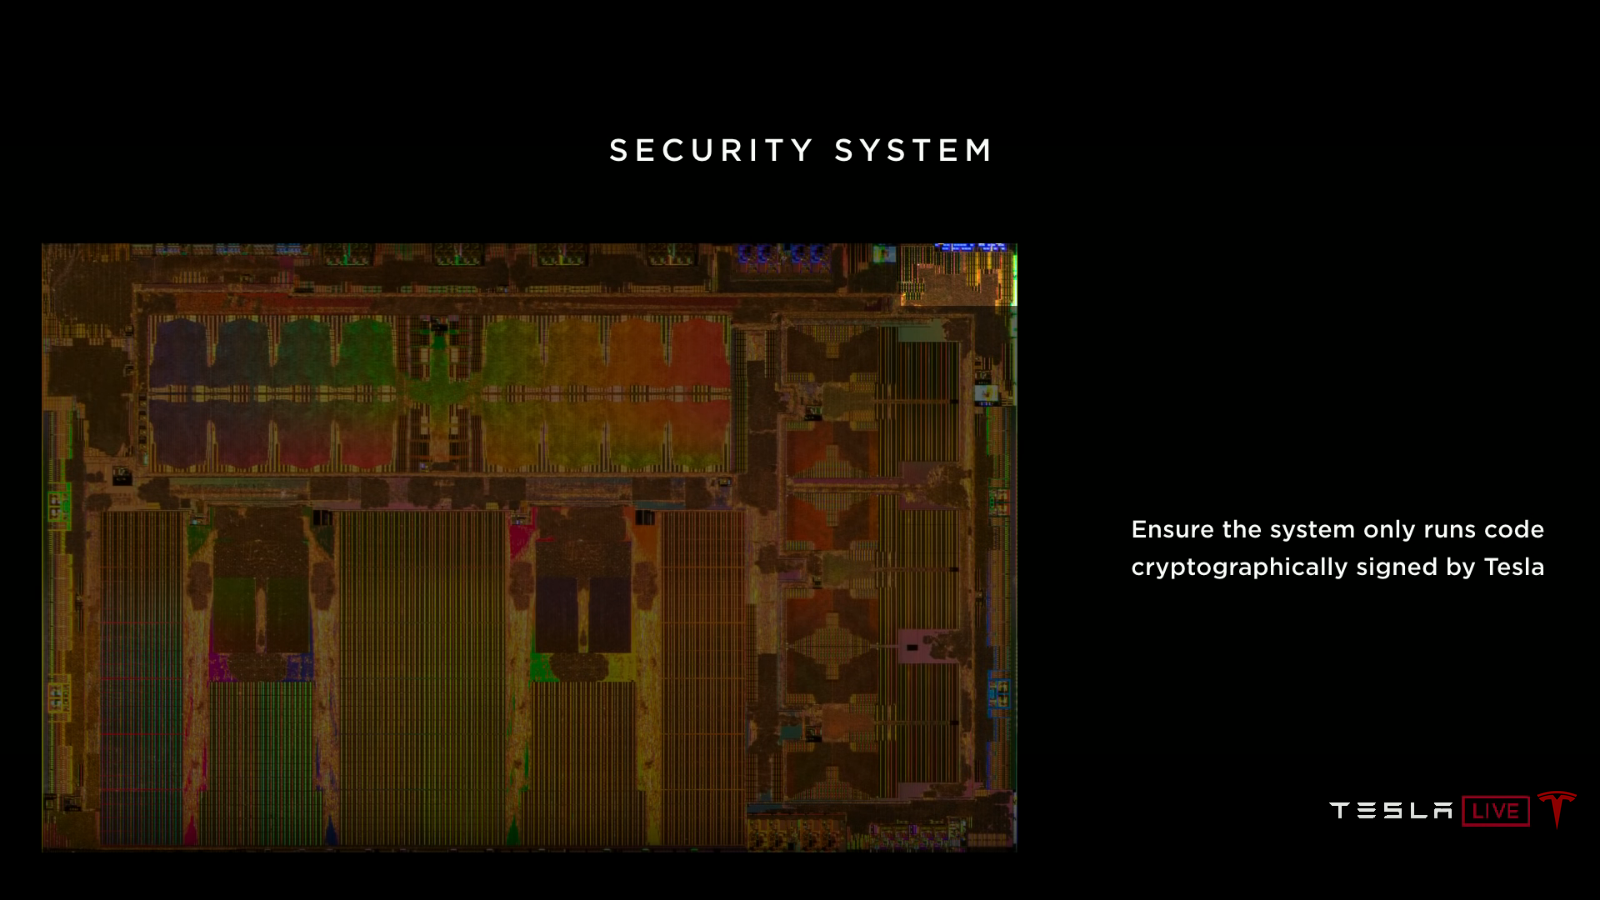 SECURITY SYSTEM
Ensure the system only runs code
cryptographically signed by Tesla
TESLA LIVE